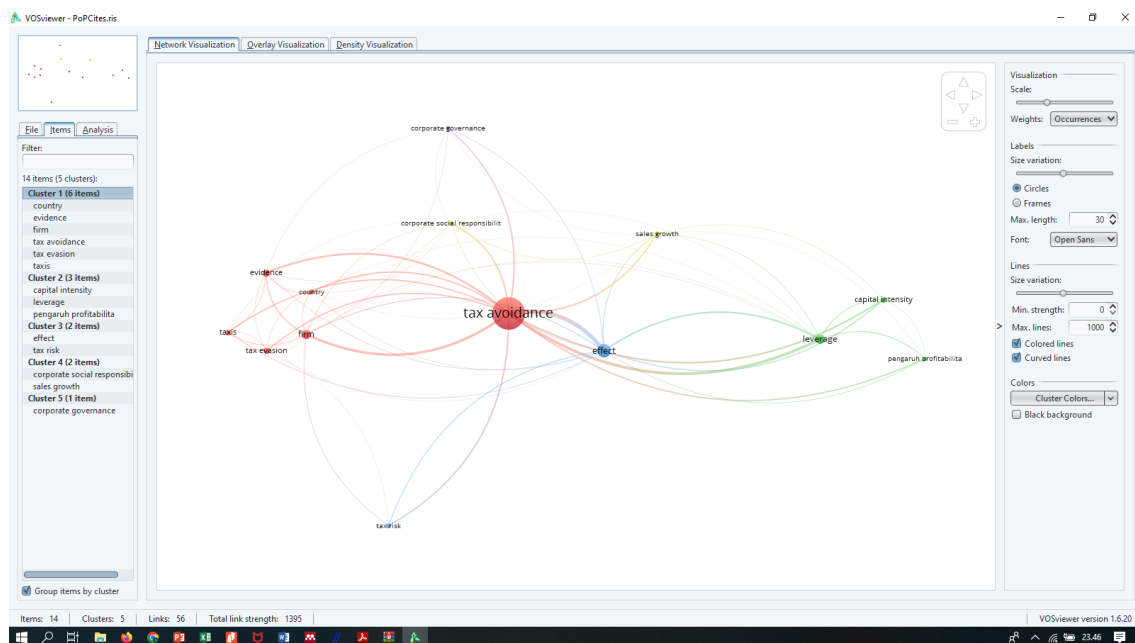 VOSviewer - PoPCites.ris
Network Visualization Overlay Visualization Density Visualization
File Items Analysis
Filter:
14 items (5 clusters):
Cluster 1 (6 items)
country
evidence
firm
tax avoidance
tax evasion
taxis
Cluster 2 (3 items)
capital intensity
leverage
pengaruh profitabilita
Cluster 3 (2 items)
effect
tax risk
Cluster 4 (2 items)
corporate social responsibi
sales growth
Cluster 5 (1 item)
corporate governance
Group items by cluster
corporate governance
corporate social responsibilit
sales growth
evidence
country
capital intensity
tax avoidance
taxis
firm
leverage
tax evasion
effect
pengaruh profitabilita
tax risk
Visualization
Scale:
Weights: Occurrences
Labels
Size variation:
Circles
Frames
Max. length: 30
Font: Open Sans
Lines
Size variation:
Min. strength: 0
Max. lines: 1000
Colored lines
Curved lines
Colors
Cluster Colors...
Black background
Items: 14 Clusters: 5 Links: 56 Total link strength: 1395 VOSviewer version 1.6.20
23.46